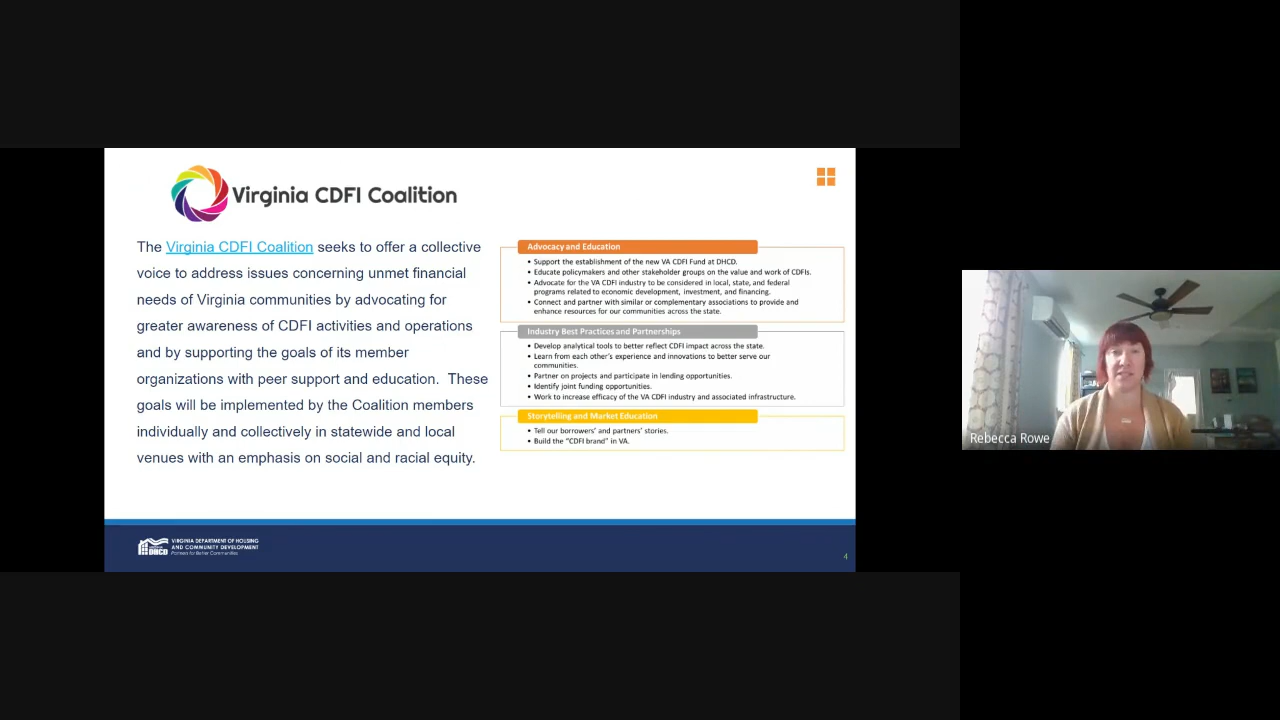 Virginia CDFI Coalition
The Virginia CDFI Coalition seeks to offer a collective
voice to address issues concerning unmet financial
needs of Virginia communities by advocating for
greater awareness of CDFI activities and operations
and by supporting the goals of its member
organizations with peer support and education. These
goals will be implemented by the Coalition members
individually and collectively in statewide and local
venues with an emphasis on social and racial equity.
Advocacy and Education
• Support the establishment of the new VA CDFI Fund at DHCD.
• Educate policymakers and other stakeholder groups on the value and work of CDFIs.
• Advocate for the VA CDFI industry to be considered in local, state, and federal
programs related to economic development, investment, and financing.
• Connect and partner with similar or complementary associations to provide and
enhance resources for our communities across the state.
Industry Best Practices and Partnerships
• Develop analytical tools to better reflect CDFI impact across the state.
• Learn from each other's experience and innovations to better serve our
communities.
• Partner on projects and participate in lending opportunities.
• Identify joint funding opportunities.
• Work to increase efficacy of the VA CDFI industry and associated infrastructure.
Storytelling and Market Education
• Tell our borrowers' and partners' stories.
• Build the "CDFI brand" in VA.
DHCD
VIRGINIA DEPARTMENT OF HOUSING
AND COMMUNITY DEVELOPMENT
Partners for Better Communities
4
Rebecca Rowe